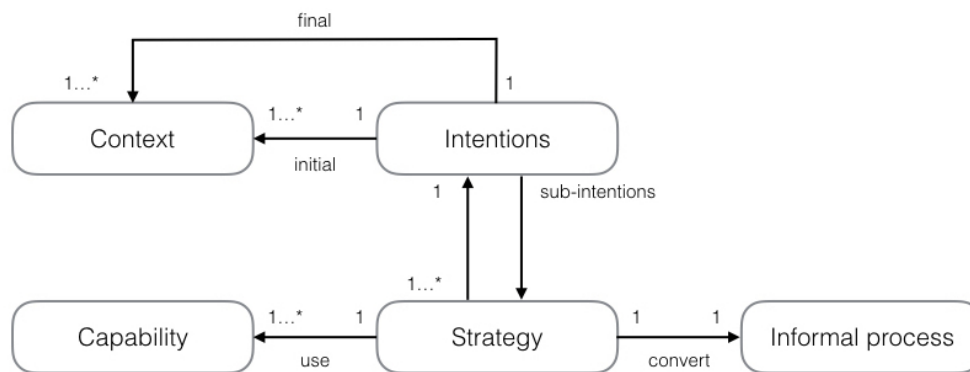 final
1...*
1
Context
1...*
1
Intentions
initial
1
sub-intentions
1...*
Capability
1...*
1
Strategy
1
1
Informal process
use
convert